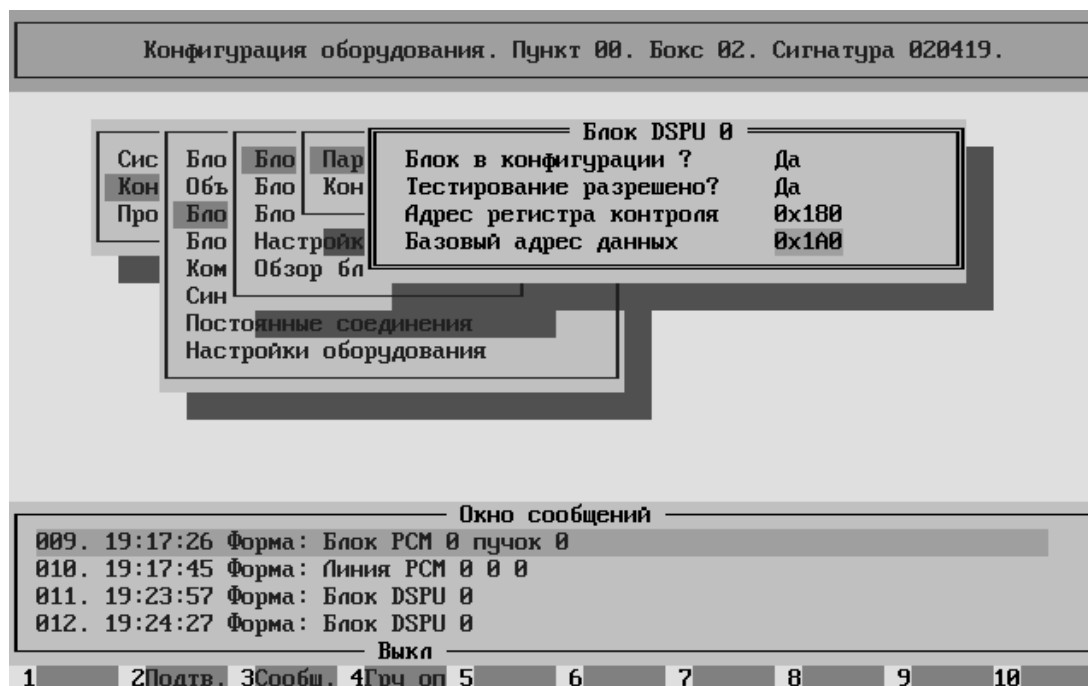 Конфигурация оборудования. Пункт 00. Бокс 02. Сигнатура 020419.
Блок DSPU 0
Сис Бло Бло Пар Блок в конфигурации ? Да
Кон Объ Бло Кон Тестирование разрешено? Да
Про Бло Бло Адрес регистра контроля 0x180
Бло Настройк Базовый адрес данных 0x1A0
Ком Обзор бл
Син
Постоянные соединения
Настройки оборудования
Окно сообщений
009. 19:17:26 Форма: Блок PCM 0 пучок 0
010. 19:17:45 Форма: Линия PCM 0 0 0
011. 19:23:57 Форма: Блок DSPU 0
012. 19:24:27 Форма: Блок DSPU 0
Выкл
1 2Подтв. 3Сообщ. 4Гру оп 5 6 7 8 9 10